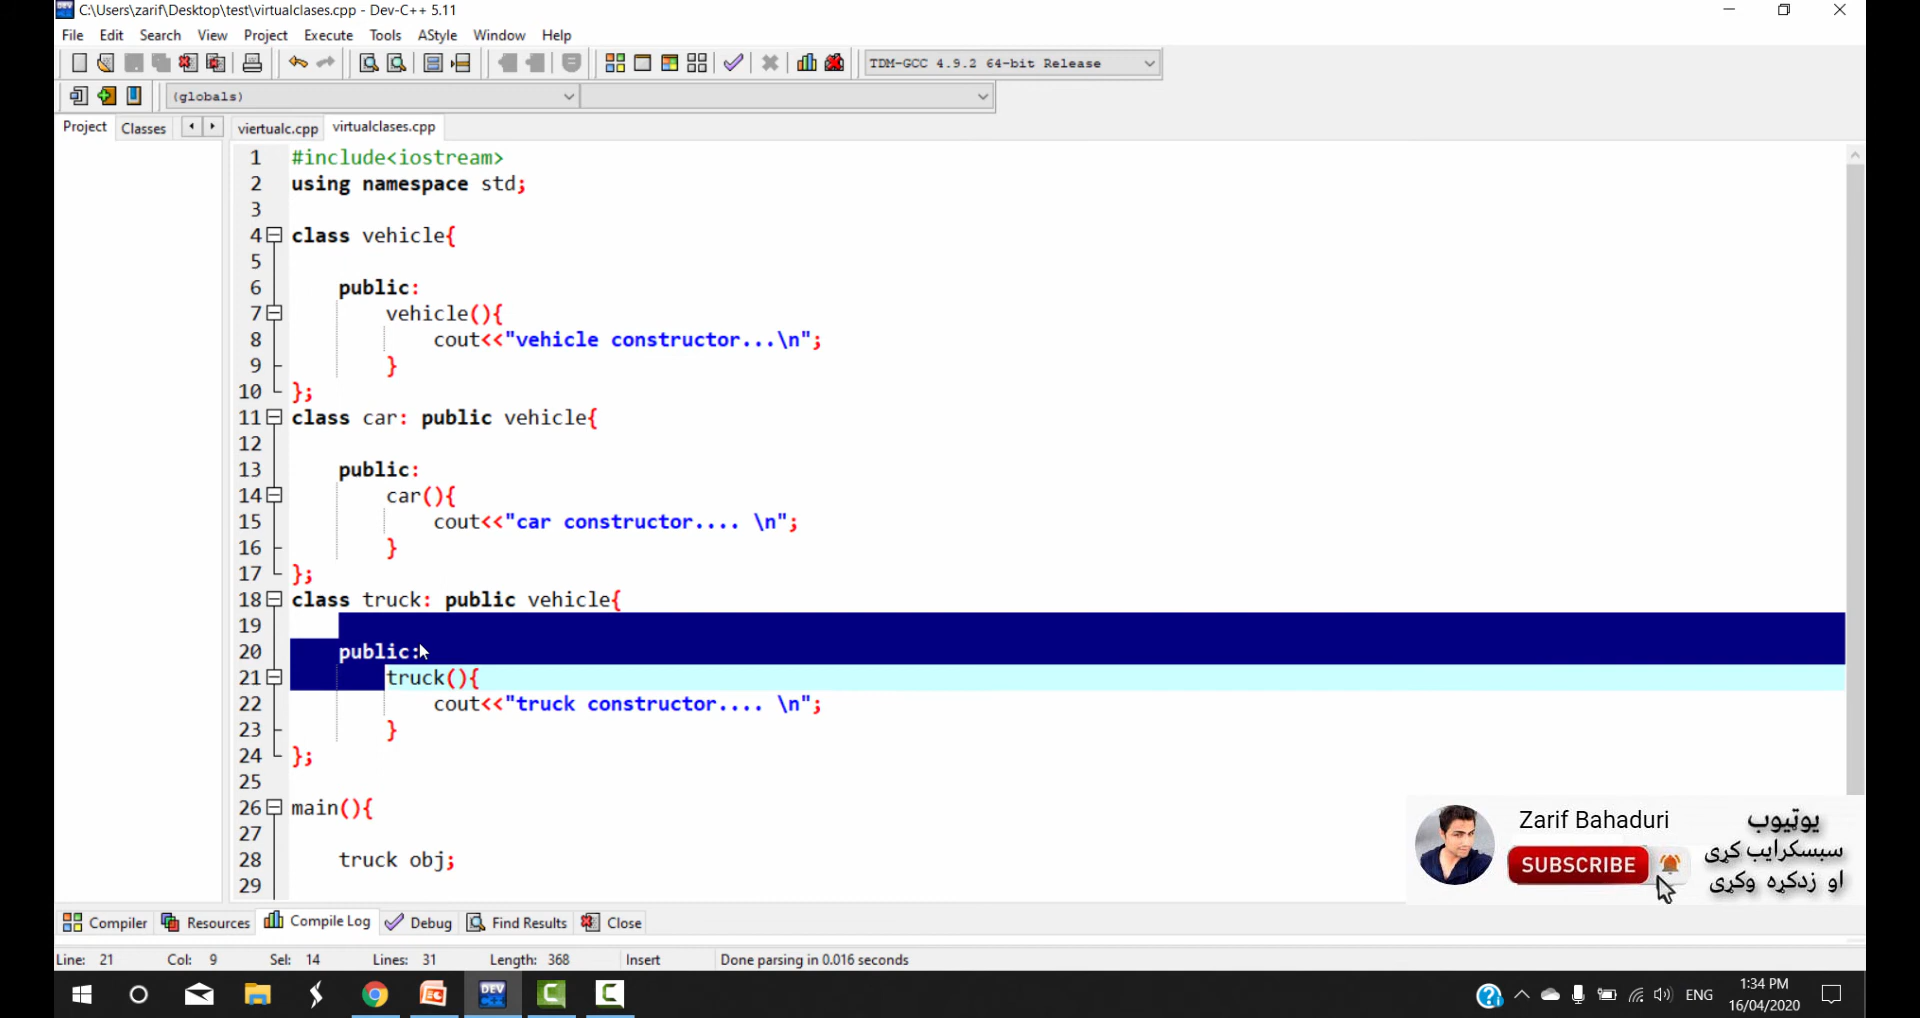 C:\Users\zarif\Desktop\test\virtualclases.cpp - Dev-C++ 5.11
File Edit Search View Project Execute Tools AStyle Window Help
TDM-GCC 4.9.2 64-bit Release
(globals)
Project Classes viertualc.cpp virtualclases.cpp
1 #include<iostream>
2 using namespace std;
3
4 class vehicle{
5
6 public:
7 vehicle(){
8 cout<<"vehicle constructor...\n";
9 }
10 };
11 class car: public vehicle{
12
13 public:
14 car(){
15 cout<<"car constructor.... \n";
16 }
17 };
18 class truck: public vehicle{
19
20 public:
21 truck(){
22 cout<<"truck constructor.... \n";
23 }
24 };
25
26 main(){
27
28 truck obj;
29
Zarif Bahaduri
SUBSCRIBE
یوټیوب
سبسکرایب کړی
او زدکړه وکړی
Compiler Resources Compile Log Debug Find Results Close
Line: 21 Col: 9 Sel: 14 Lines: 31 Length: 368 Insert Done parsing in 0.016 seconds
DEV
ENG
1:34 PM
16/04/2020